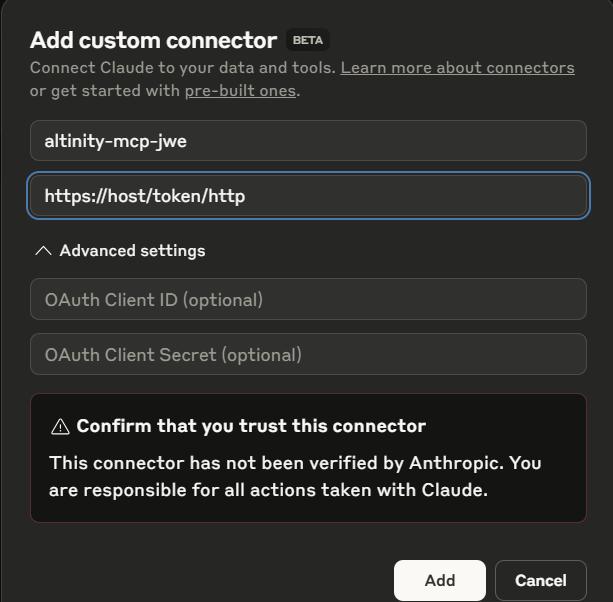 Add custom connector BETA
Connect Claude to your data and tools. Learn more about connectors
or get started with pre-built ones.
altinity-mcp-jwe
https://host/token/http
Advanced settings
OAuth Client ID (optional)
OAuth Client Secret (optional)
Confirm that you trust this connector
This connector has not been verified by Anthropic. You
are responsible for all actions taken with Claude.
Add Cancel